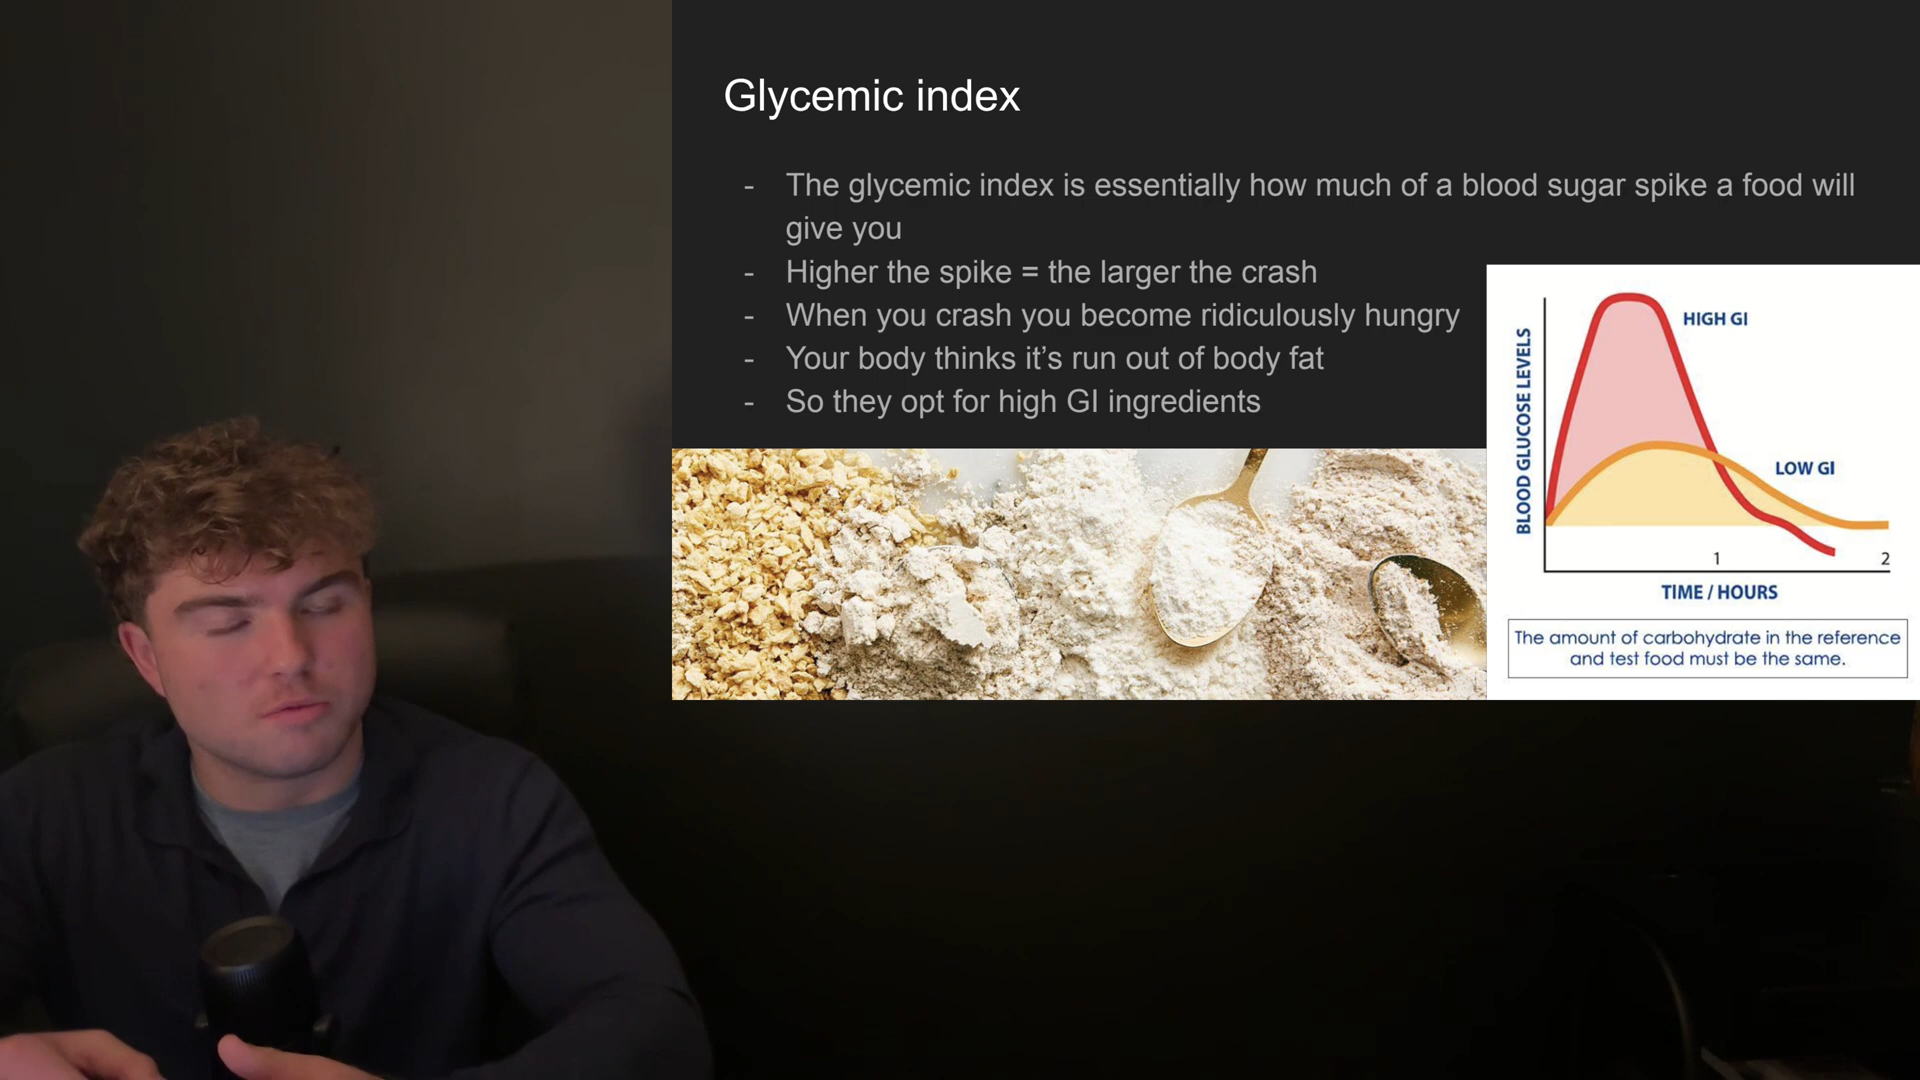 Glycemic index
- The glycemic index is essentially how much of a blood sugar spike a food will
give you
- Higher the spike = the larger the crash
- When you crash you become ridiculously hungry
- Your body thinks it’s run out of body fat
- So they opt for high GI ingredients
HIGH GI
LOW GI
BLOOD GLUCOSE LEVELS
1
2
TIME / HOURS
The amount of carbohydrate in the reference
and test food must be the same.